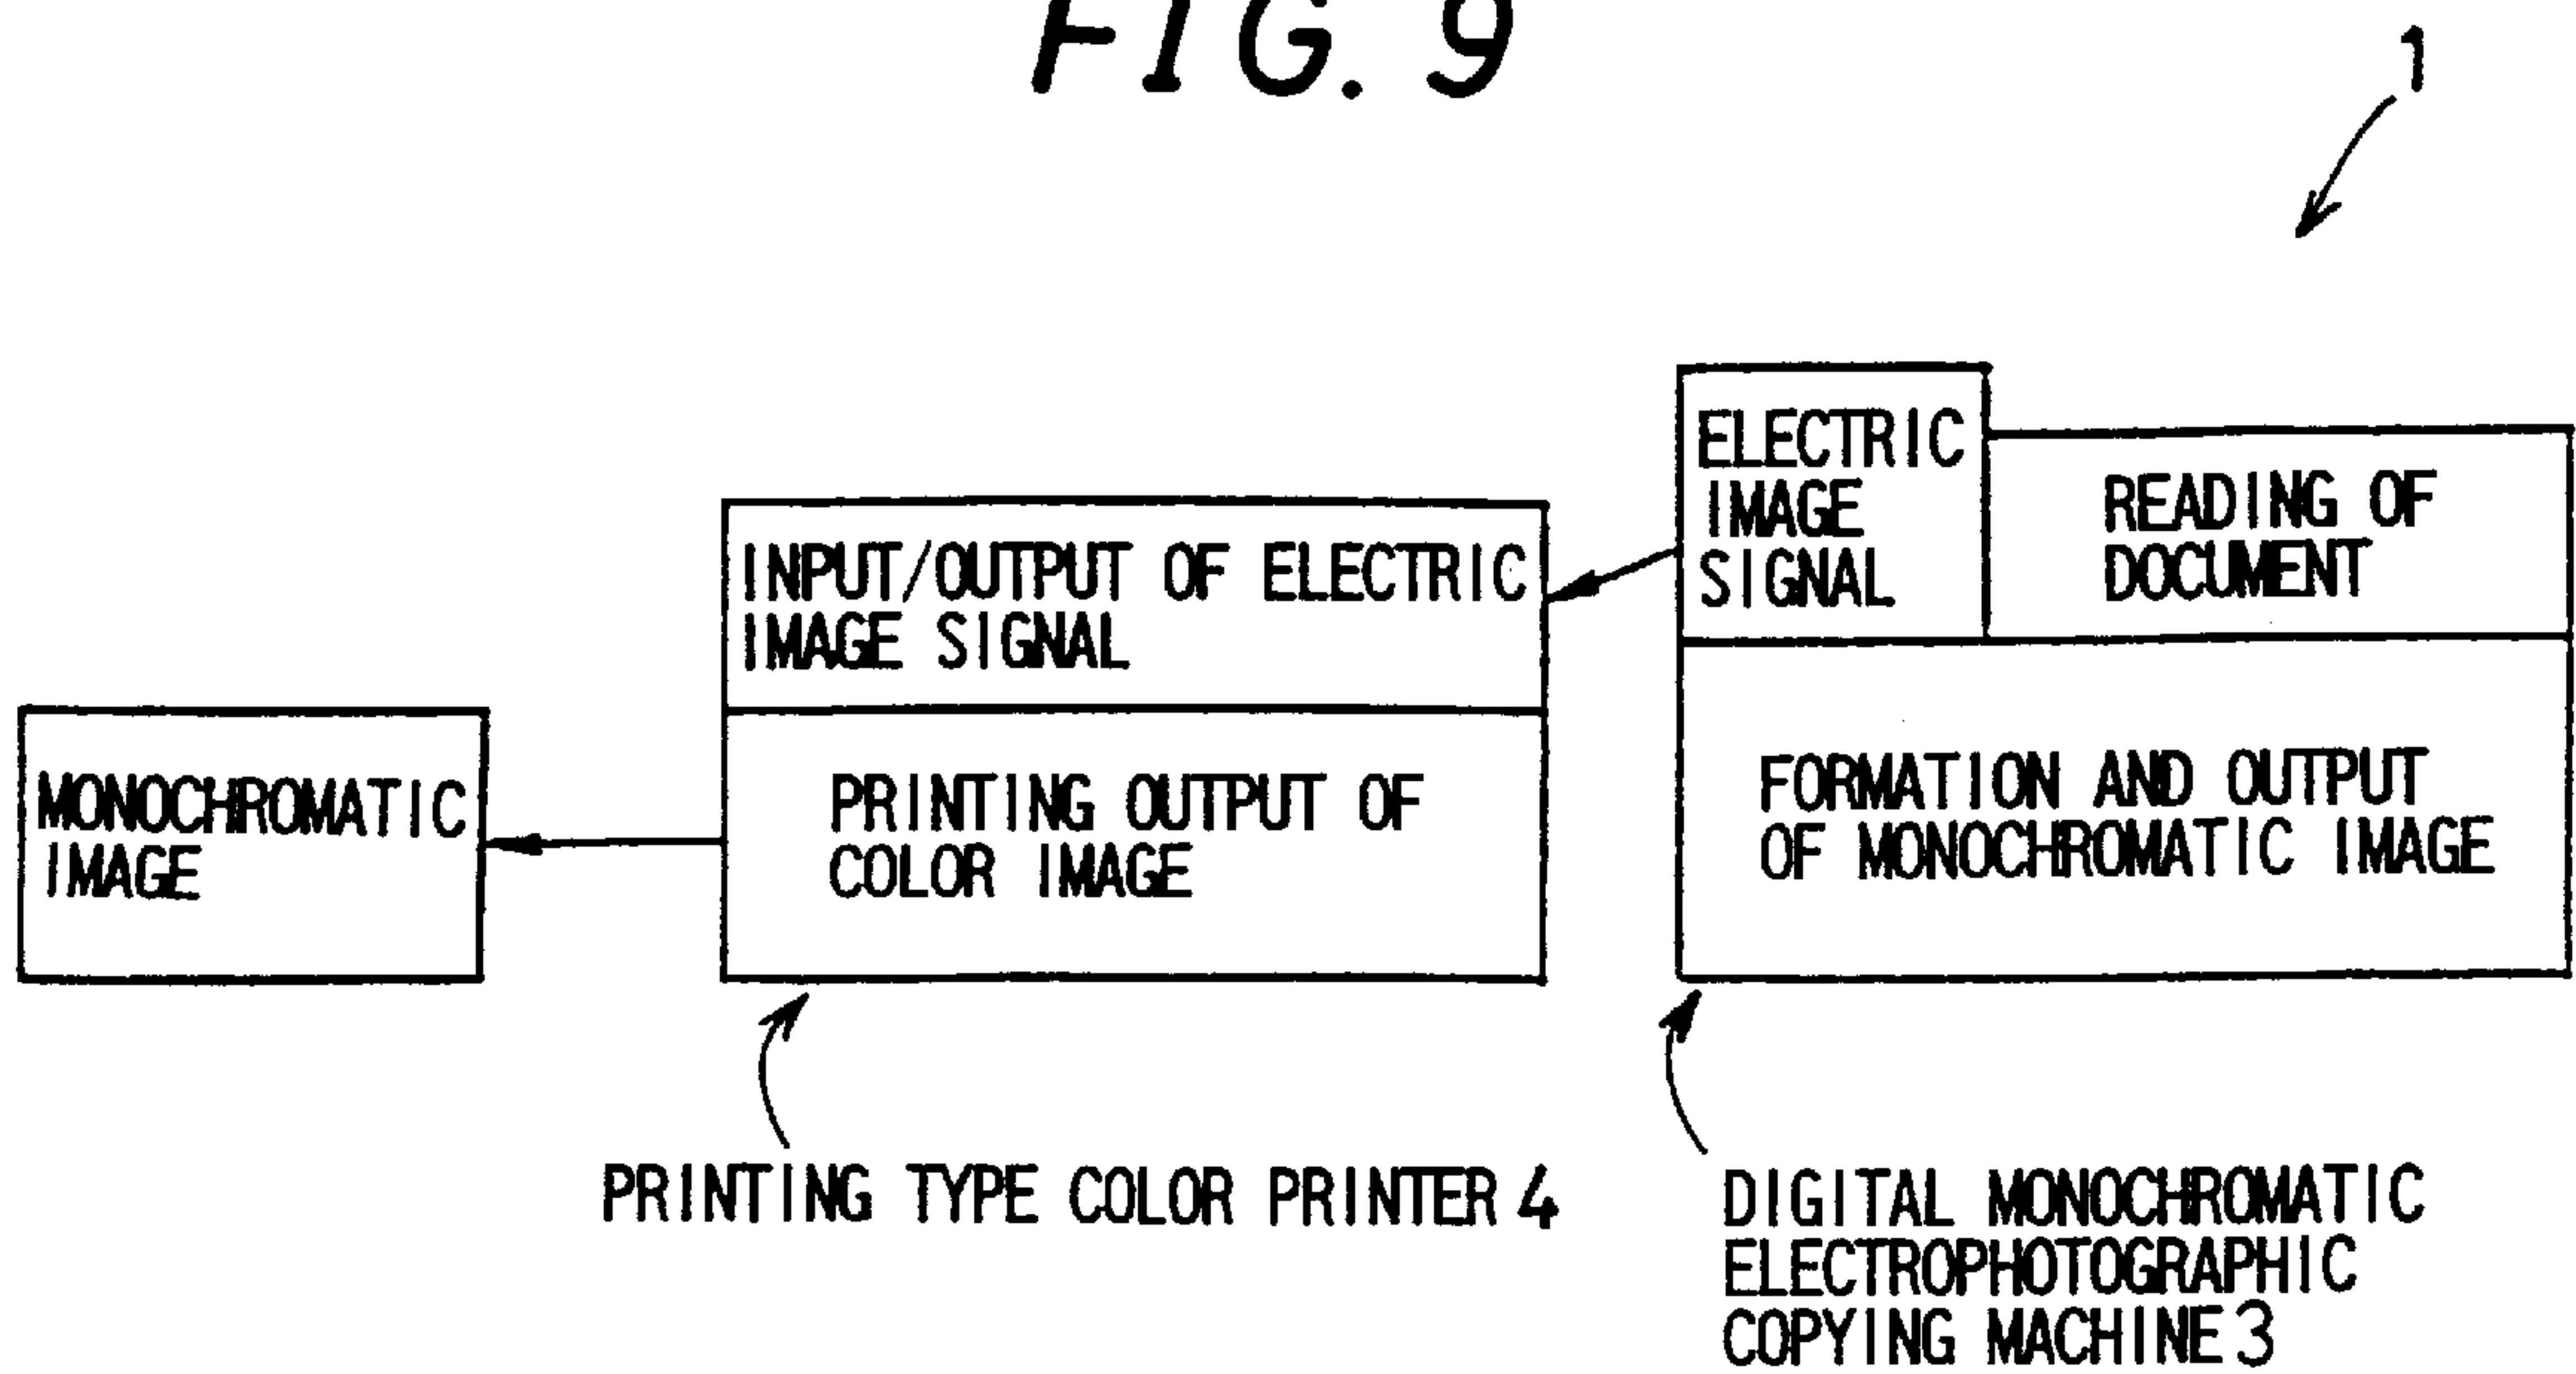 FIG. 9
1
ELECTRIC
IMAGE
SIGNAL
READING OF
DOCUMENT
INPUT/OUTPUT OF ELECTRIC
IMAGE SIGNAL
MONOCHROMATIC
IMAGE
PRINTING OUTPUT OF
COLOR IMAGE
FORMATION AND OUTPUT
OF MONOCHROMATIC IMAGE
PRINTING TYPE COLOR PRINTER 4
DIGITAL MONOCHROMATIC
ELECTROPHOTOGRAPHIC
COPYING MACHINE 3